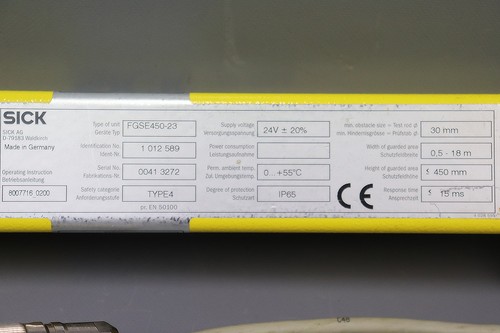 SICK
SICK AG
D-79183 Waldkirch
Made in Germany
Operating Instruction
Betriebsanleitung
8007716 0200
Type of unit
Geräte Typ
FGSE450-23
Identification No.
Ident-Nr.
1 012 589
Serial No.
Fabrikations-Nr.
0041 3272
Safety categorie
Anforderungsstufe
TYPE4
pr. EN 50100
Supply voltage
Versorgungsspannung
24V ± 20%
Power consumption
Leistungsaufnahme
Perm. ambient temp.
Zul. Umgebungstemp.
0...+55°C
Degree of protection
Schutzart
IP65
min. obstacle size = Test rod ø
min. Hindernisgrösse = Prüfstab ø
30 mm
Width of guarded area
Schutzfeldbreite
0,5 - 18 m
Height of guarded area
Schutzfeldhöhe
≤ 450 mm
Response time
Ansprechzeit
≤ 15 ms
CE